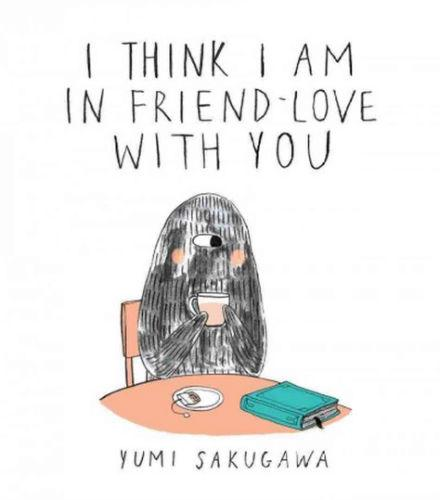 I THINK I AM
IN FRIEND-LOVE
WITH YOU
YUMI SAKUGAWA